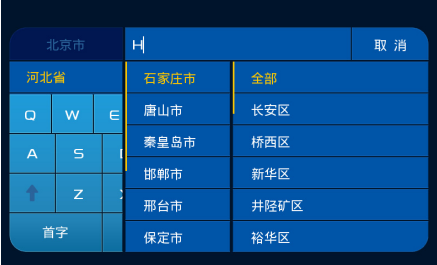 北京市 H 取 消
河北省 石家庄市 全部
Q W E 唐山市 长安区
A S 秦皇岛市 桥西区
邯郸市 新华区
Z 邢台市 井陉矿区
首字 保定市 裕华区